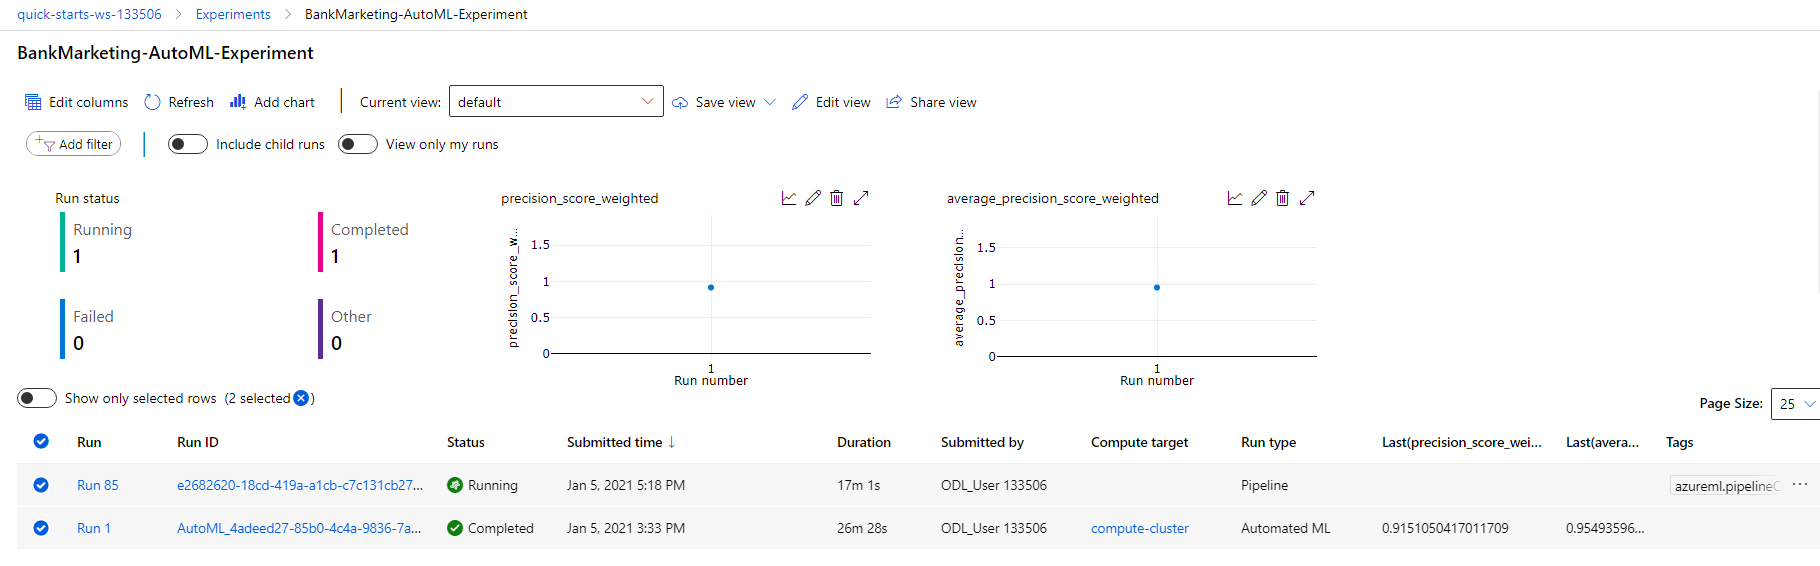 quick-starts-ws-133506 > Experiments > BankMarketing-AutoML-Experiment
BankMarketing-AutoML-Experiment
Edit columns Refresh Add chart Current view: default Save view Edit view Share view
Add filter Include child runs View only my runs
Run status
Running
1
Completed
1
Failed
0
Other
0
precision_score_weighted
precision_score_w...
1.5
1
0.5
0
1
Run number
average_precision_score_weighted
average_precision...
1.5
1
0.5
0
1
Run number
Show only selected rows (2 selected )
Page Size: 25
Run Run ID Status Submitted time ↓ Duration Submitted by Compute target Run type Last(precision_score_wei... Last(avera... Tags
Run 85 e2682620-18cd-419a-a1cb-c7c131cb27... Running Jan 5, 2021 5:18 PM 17m 1s ODL_User 133506 Pipeline azureml.pipelineC ...
Run 1 AutoML_4adeed27-85b0-4c4a-9836-7a... Completed Jan 5, 2021 3:33 PM 26m 28s ODL_User 133506 compute-cluster Automated ML 0.9151050417011709 0.95493596...